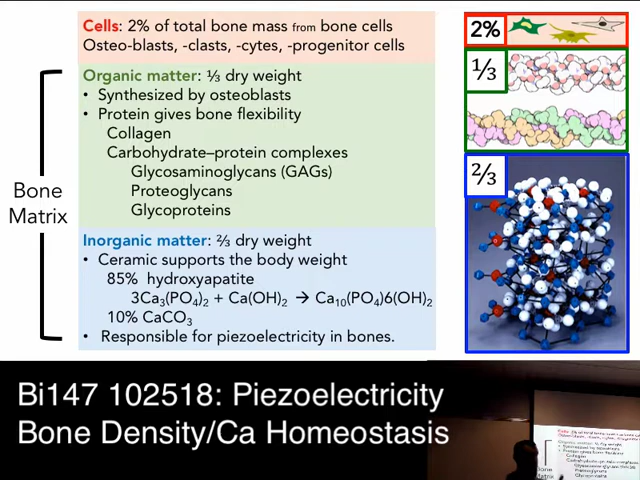 Cells: 2% of total bone mass from bone cells
Osteo-blasts, -clasts, -cytes, -progenitor cells
Organic matter: ⅓ dry weight
• Synthesized by osteoblasts
• Protein gives bone flexibility
Collagen
Carbohydrate–protein complexes
Glycosaminoglycans (GAGs)
Proteoglycans
Glycoproteins
Bone
Matrix
Inorganic matter: ⅔ dry weight
• Ceramic supports the body weight
85% hydroxyapatite
3Ca₃(PO₄)₂ + Ca(OH)₂ → Ca₁₀(PO₄)6(OH)₂
10% CaCO₃
• Responsible for piezoelectricity in bones.
2%
⅓
⅔
Bi147 102518: Piezoelectricity
Bone Density/Ca Homeostasis